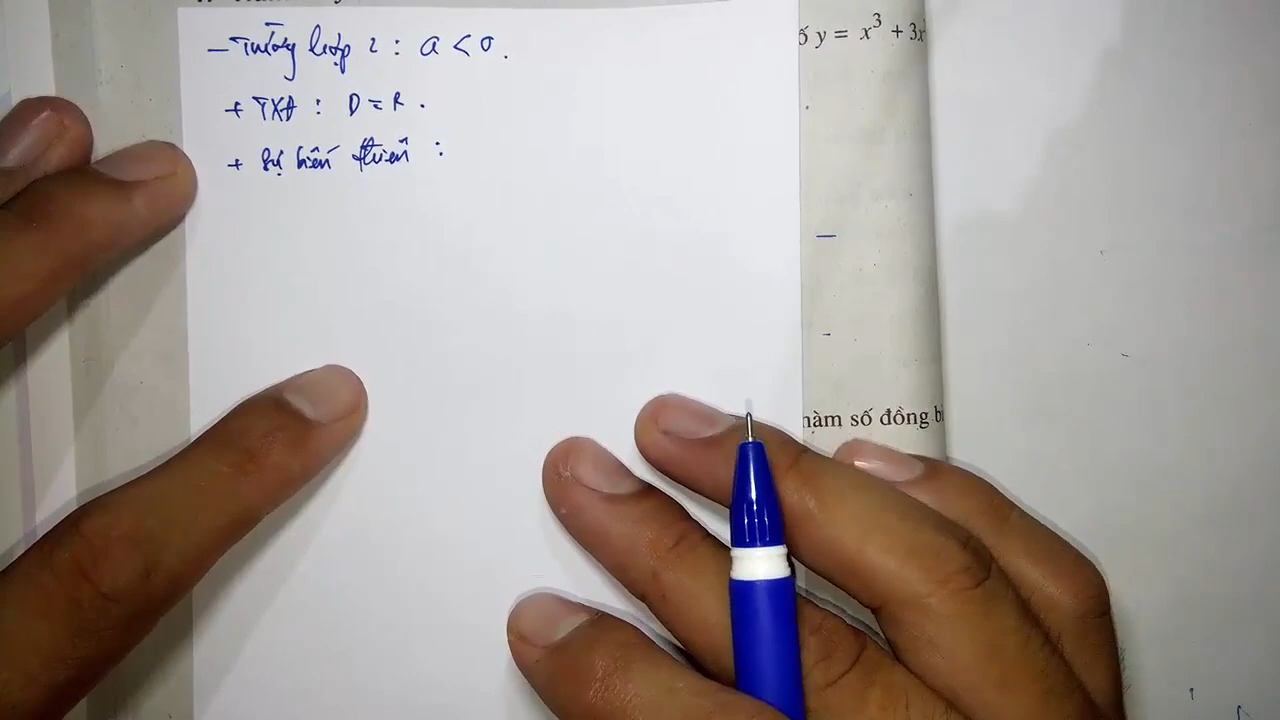 – Trường hợp 2 : a < 0 .
+ TXĐ : D = R .
+ Sự biến thiên :
ố y = x³ + 3x
hàm số đồng b